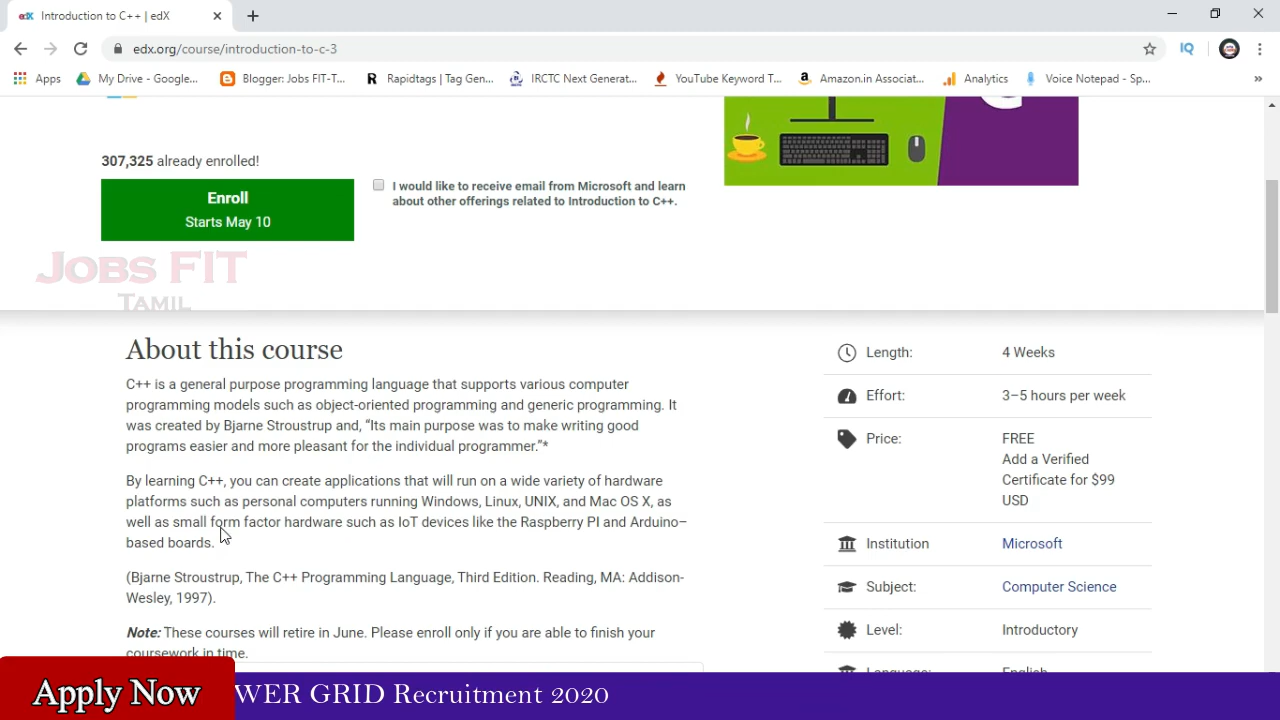 edX Introduction to C++ | edX
edx.org/course/introduction-to-c-3
IQ
Apps My Drive - Google... Blogger: Jobs FIT-T... R Rapidtags | Tag Gen... IRCTC Next Generat... YouTube Keyword T... Amazon.in Associat... Analytics Voice Notepad - Sp... »
307,325 already enrolled!
Enroll
Starts May 10
I would like to receive email from Microsoft and learn
about other offerings related to Introduction to C++.
JOBS FIT
TAMIL
About this course
C++ is a general purpose programming language that supports various computer
programming models such as object-oriented programming and generic programming. It
was created by Bjarne Stroustrup and, “Its main purpose was to make writing good
programs easier and more pleasant for the individual programmer.”*
By learning C++, you can create applications that will run on a wide variety of hardware
platforms such as personal computers running Windows, Linux, UNIX, and Mac OS X, as
well as small form factor hardware such as IoT devices like the Raspberry PI and Arduino–
based boards.
(Bjarne Stroustrup, The C++ Programming Language, Third Edition. Reading, MA: Addison-
Wesley, 1997).
Note: These courses will retire in June. Please enroll only if you are able to finish your
coursework in time.
Length: 4 Weeks
Effort: 3–5 hours per week
Price: FREE
Add a Verified
Certificate for $99
USD
Institution Microsoft
Subject: Computer Science
Level: Introductory
Language: English
Apply Now WER GRID Recruitment 2020